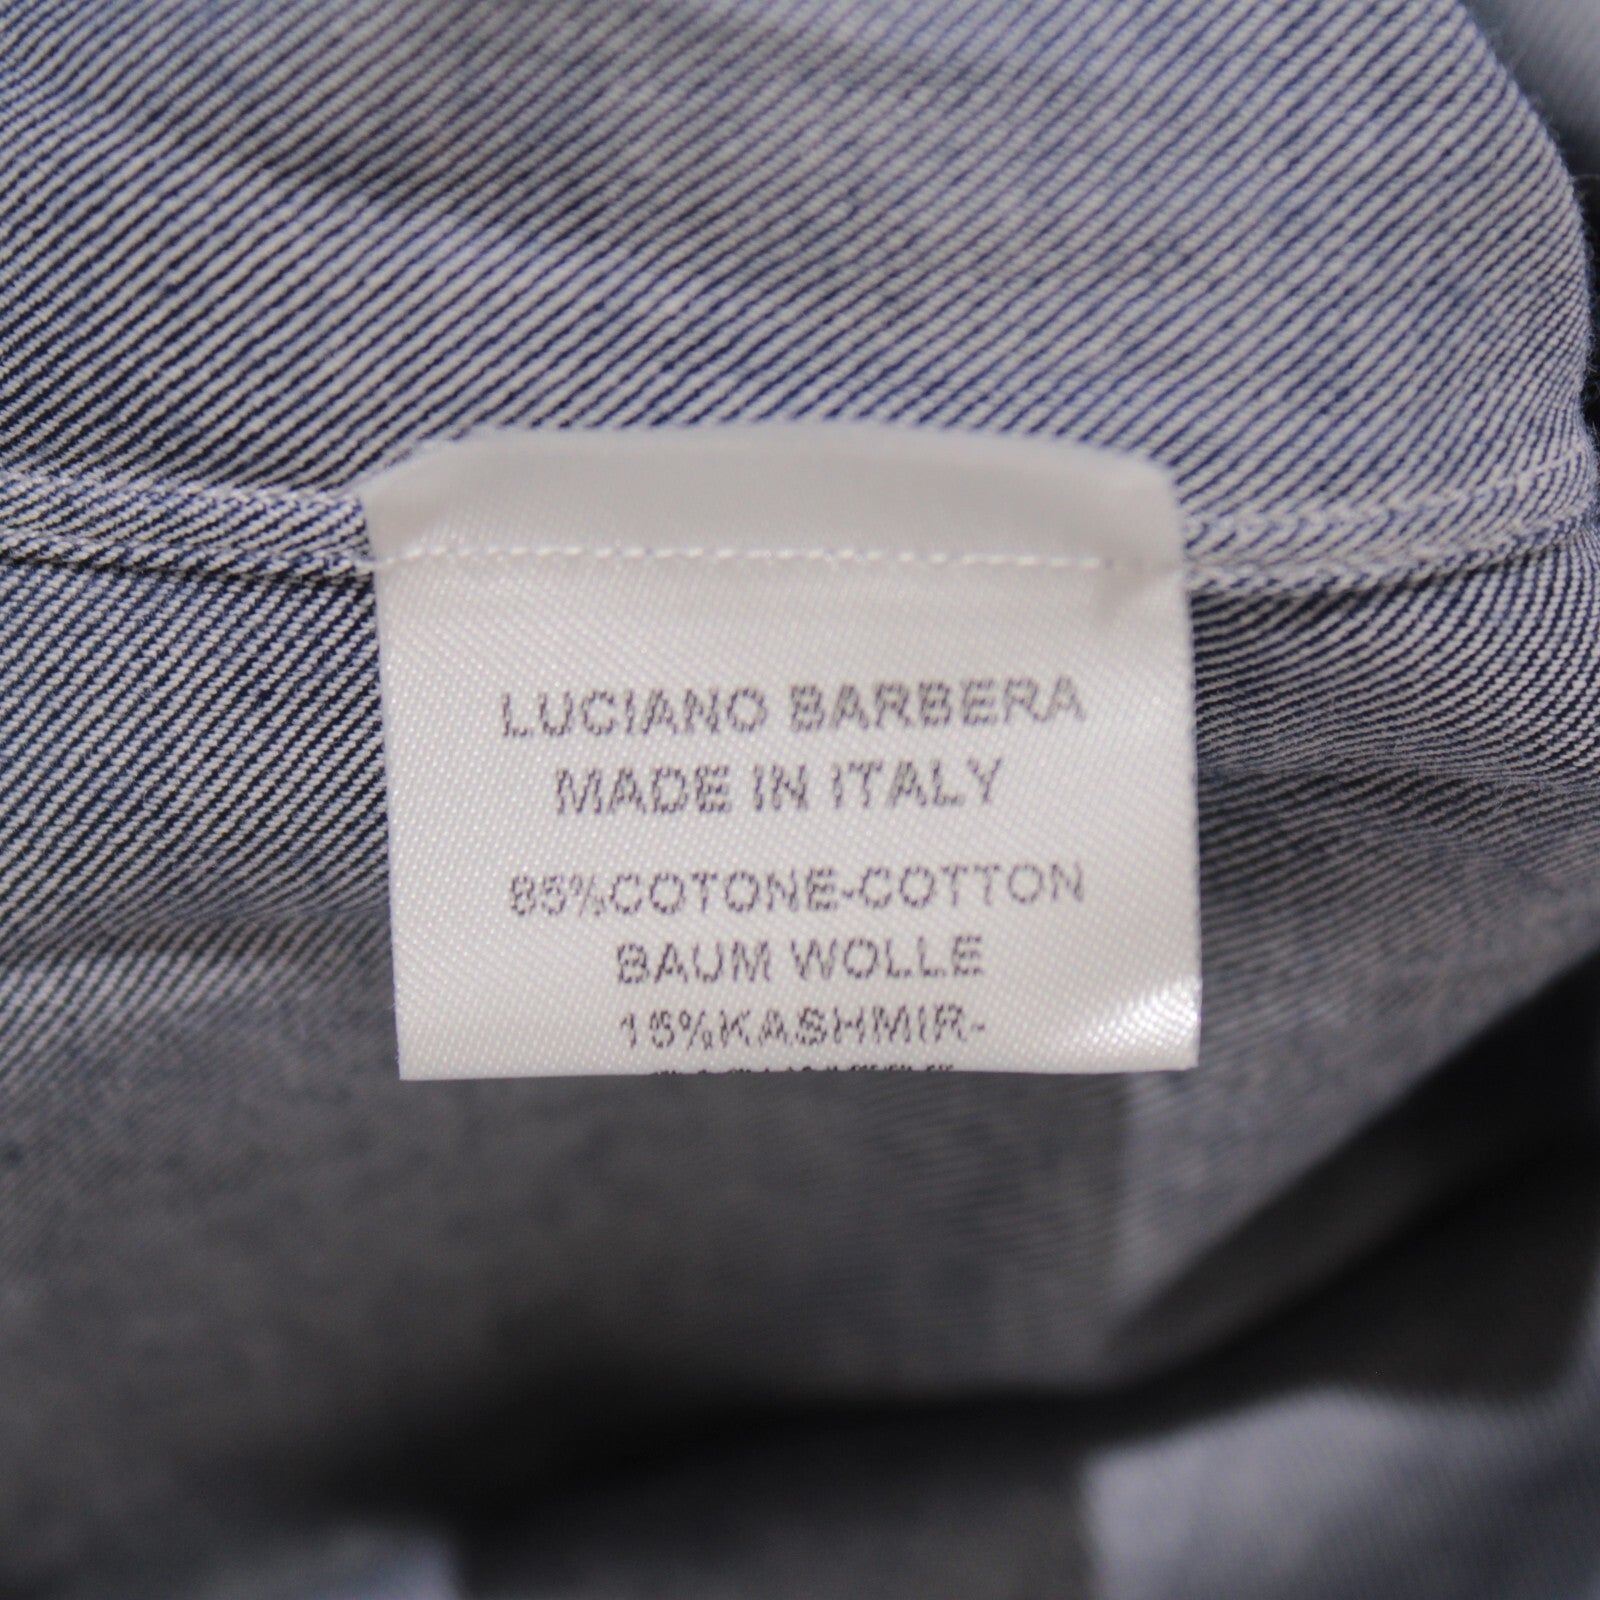 LUCIANO BARBERA
MADE IN ITALY
85%COTONE-COTTON
BAUM WOLLE
15%KASHMIR-